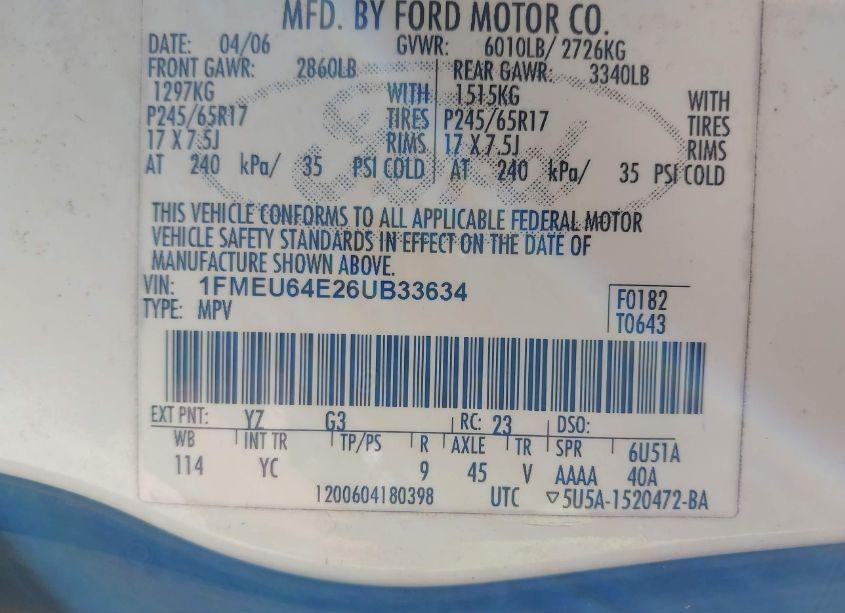 MFD. BY FORD MOTOR CO.
DATE: 04/06 GVWR: 6010LB/ 2726KG
FRONT GAWR: 2860LB REAR GAWR: 3340LB
1297KG WITH 1515KG WITH
P245/65R17 TIRES P245/65R17 TIRES
17 X 7.5J RIMS 17 X 7.5J RIMS
AT 240 kPa/ 35 PSI COLD AT 240 kPa/ 35 PSI COLD
Ford
THIS VEHICLE CONFORMS TO ALL APPLICABLE FEDERAL MOTOR
VEHICLE SAFETY STANDARDS IN EFFECT ON THE DATE OF
MANUFACTURE SHOWN ABOVE.
VIN: 1FMEU64E26UB33634
TYPE: MPV
F0182
T0643
EXT PNT: YZ G3 RC: 23 DSO:
WB INT TR TP/PS R AXLE TR SPR 6U51A
114 YC 9 45 V AAAA 40A
1200604180398 UTC ▽5U5A-1520472-BA